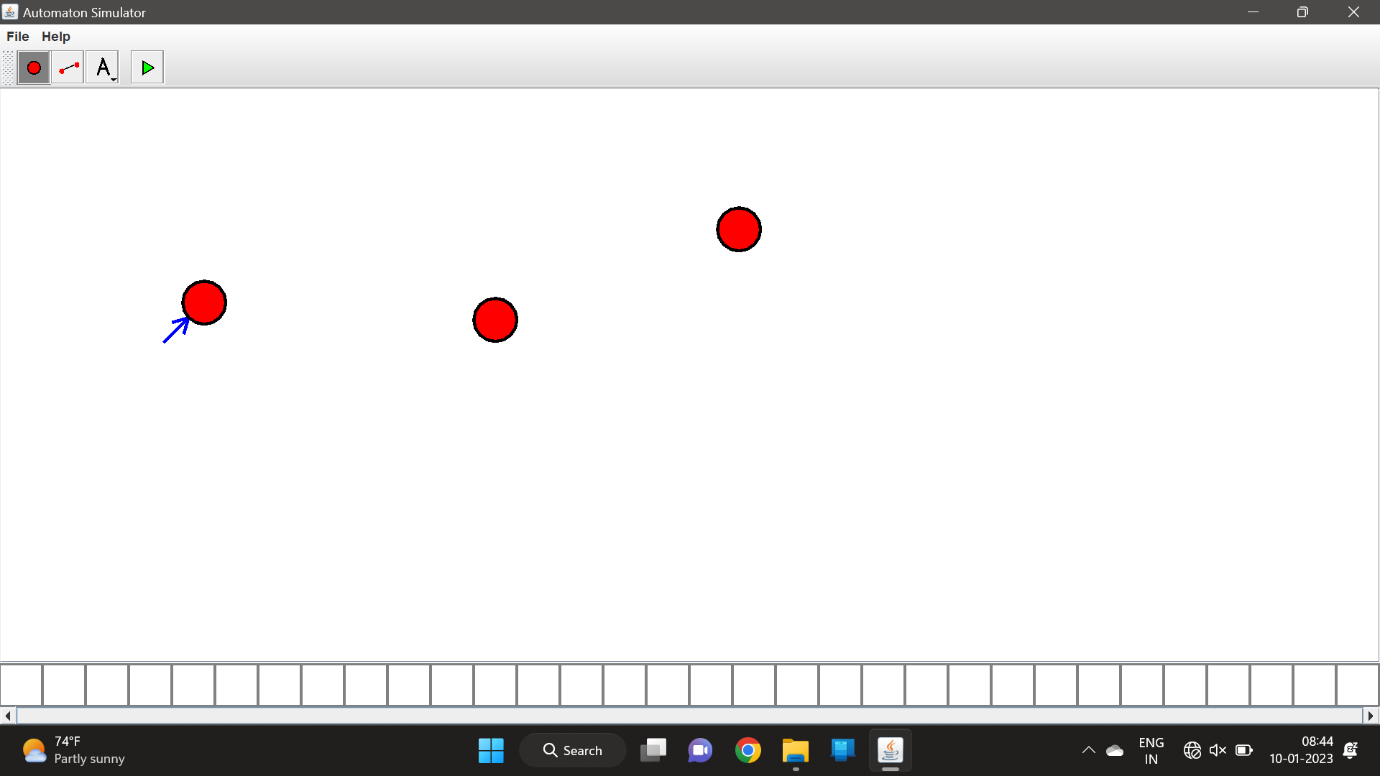 Automaton Simulator
File Help
A
74°F
Partly sunny
Search
ENG
IN
08:44
10-01-2023